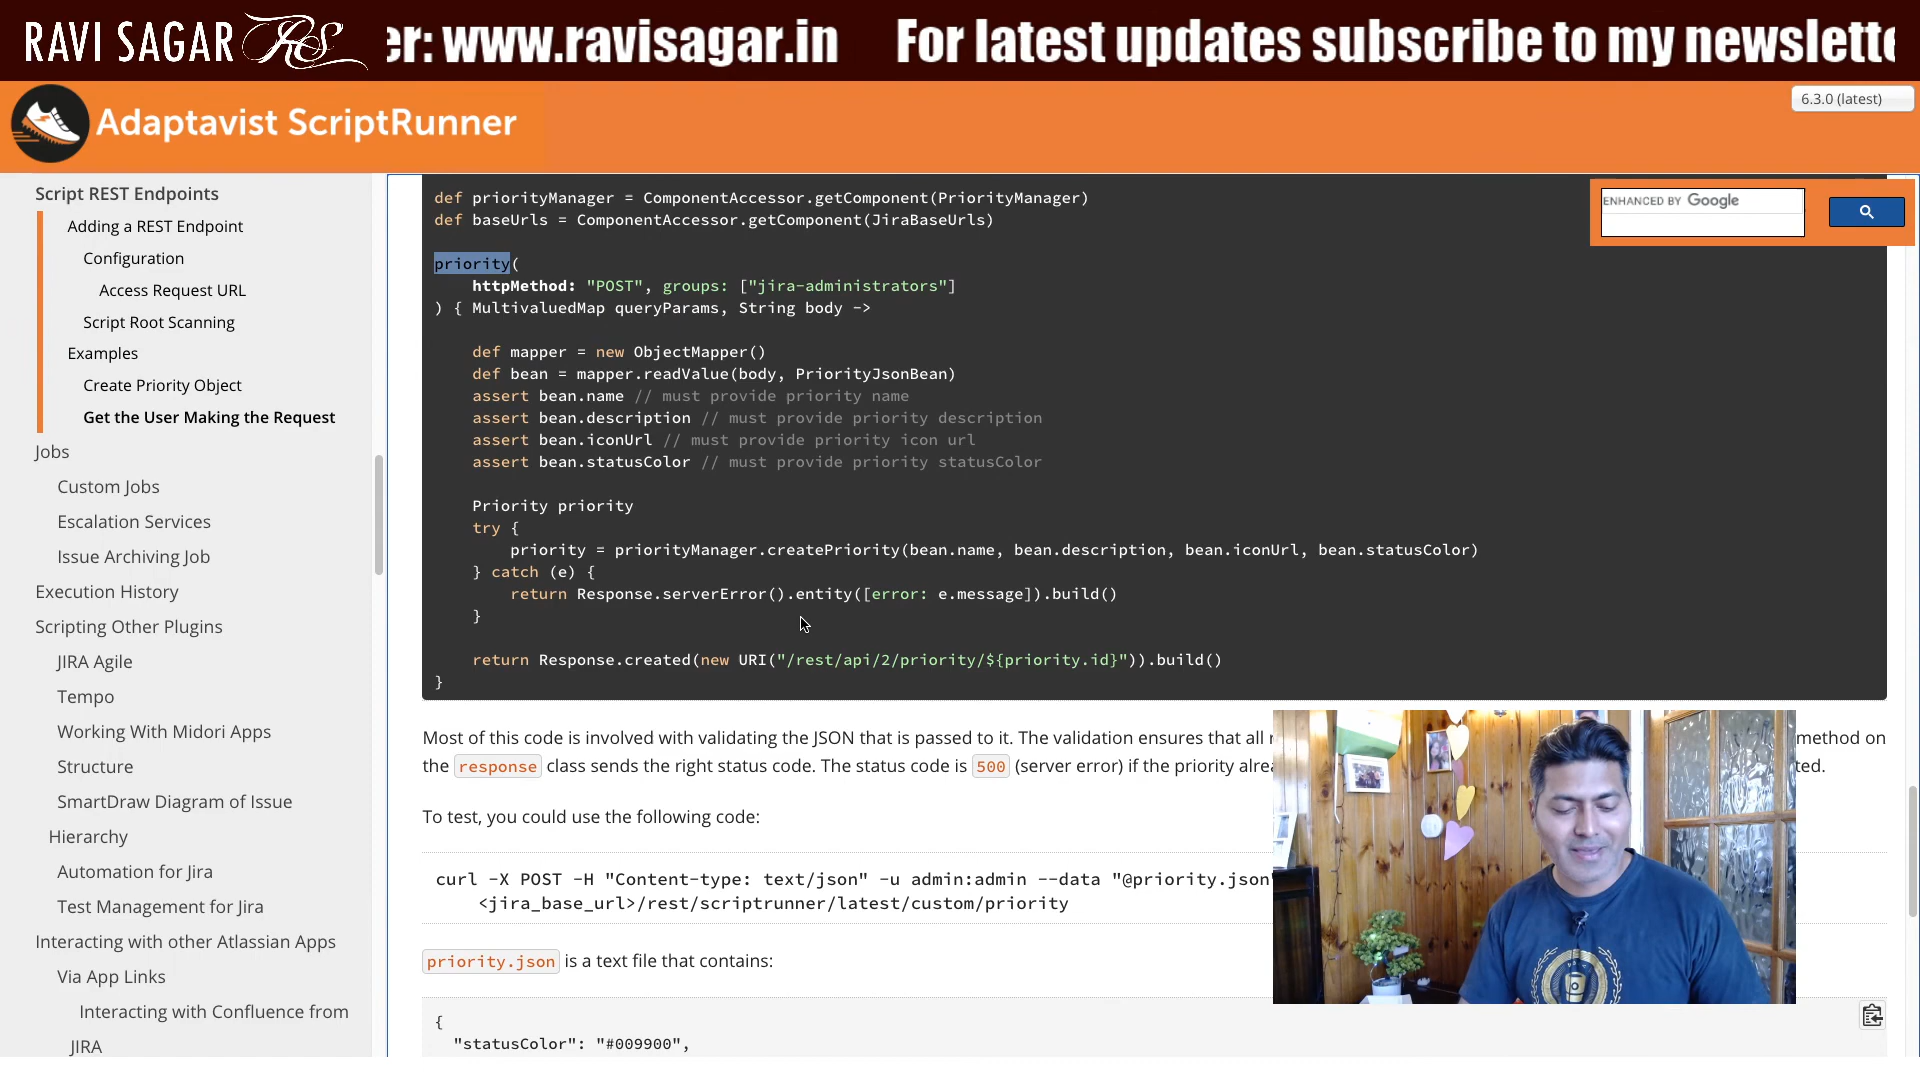 RAVI SAGAR RS
er: www.ravisagar.in For latest updates subscribe to my newslette
Adaptavist ScriptRunner
6.3.0 (latest)
ENHANCED BY Google
Script REST Endpoints
Adding a REST Endpoint
Configuration
Access Request URL
Script Root Scanning
Examples
Create Priority Object
Get the User Making the Request
Jobs
Custom Jobs
Escalation Services
Issue Archiving Job
Execution History
Scripting Other Plugins
JIRA Agile
Tempo
Working With Midori Apps
Structure
SmartDraw Diagram of Issue
Hierarchy
Automation for Jira
Test Management for Jira
Interacting with other Atlassian Apps
Via App Links
Interacting with Confluence from
JIRA
def priorityManager = ComponentAccessor.getComponent(PriorityManager)
def baseUrls = ComponentAccessor.getComponent(JiraBaseUrls)
priority(
httpMethod: "POST", groups: ["jira-administrators"]
) { MultivaluedMap queryParams, String body ->
def mapper = new ObjectMapper()
def bean = mapper.readValue(body, PriorityJsonBean)
assert bean.name // must provide priority name
assert bean.description // must provide priority description
assert bean.iconUrl // must provide priority icon url
assert bean.statusColor // must provide priority statusColor
Priority priority
try {
priority = priorityManager.createPriority(bean.name, bean.description, bean.iconUrl, bean.statusColor)
} catch (e) {
return Response.serverError().entity([error: e.message]).build()
}
return Response.created(new URI("/rest/api/2/priority/${priority.id}")).build()
}
Most of this code is involved with validating the JSON that is passed to it. The validation ensures that all method on
the response class sends the right status code. The status code is 500 (server error) if the priority alrea ted.
To test, you could use the following code:
curl -X POST -H "Content-type: text/json" -u admin:admin --data "@priority.json"
<jira_base_url>/rest/scriptrunner/latest/custom/priority
priority.json is a text file that contains:
{
"statusColor": "#009900",